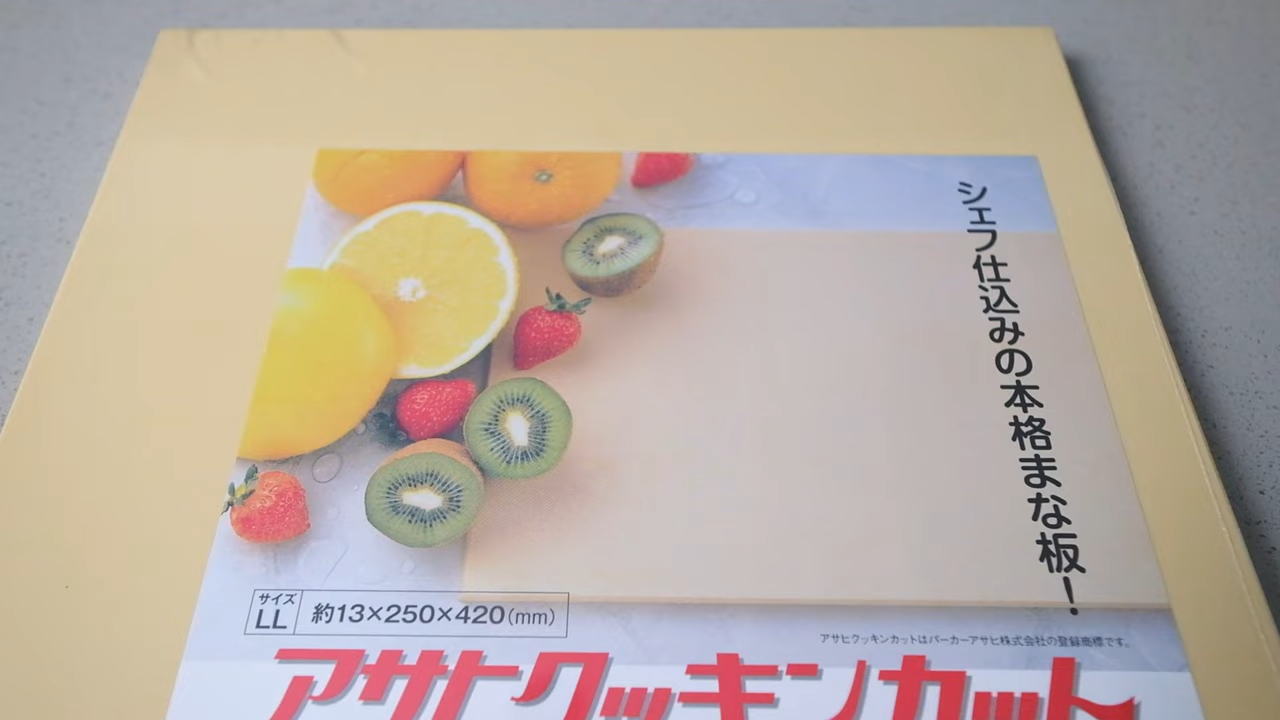 シェフ仕込みの本格まな板！
サイズ
LL
約13×250×420(mm)
アサヒクッキンカットはパーカーアサヒ株式会社の登録商標です。
アサヒクッキンカット